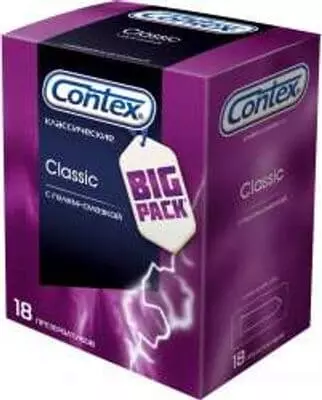 Contex
КЛАССИЧЕСКИЕ
Classic
С ГЕЛЕМ-СМАЗКОЙ
BIG
PACK
18 ПРЕЗЕРВАТИВОВ
Contex
Classic
18